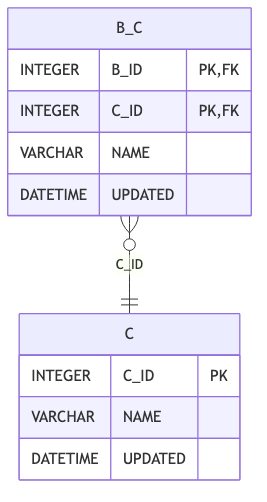 B_C
INTEGER B_ID PK,FK
INTEGER C_ID PK,FK
VARCHAR NAME
DATETIME UPDATED
C_ID
C
INTEGER C_ID PK
VARCHAR NAME
DATETIME UPDATED